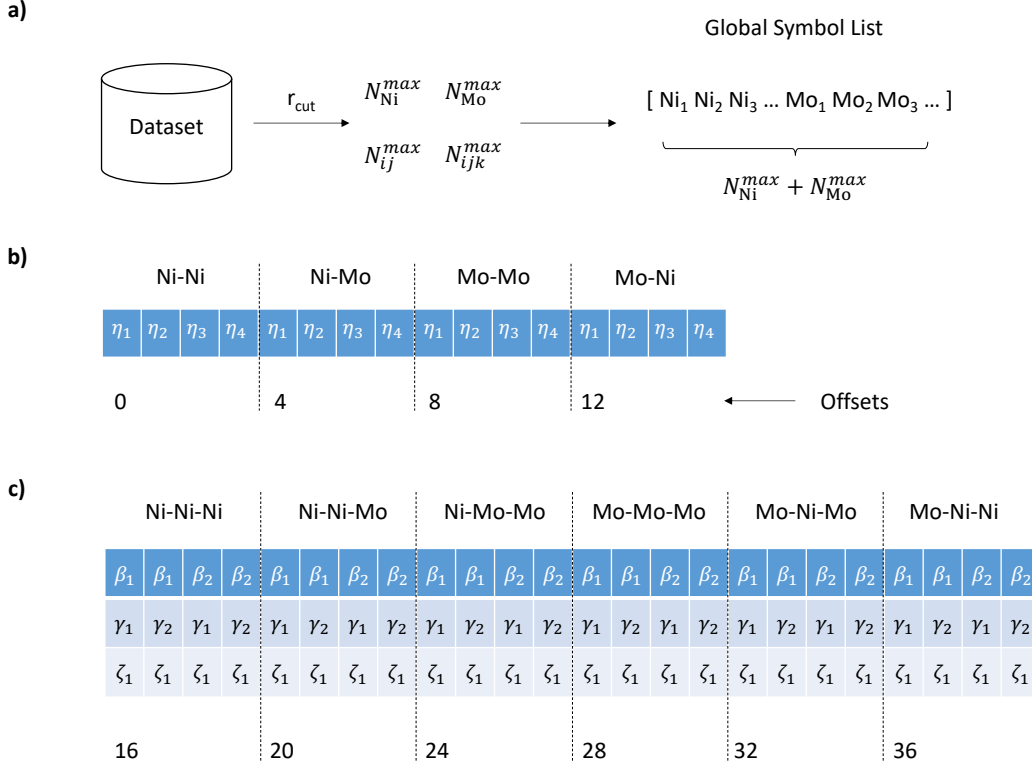 a)
Global Symbol List
Dataset
r_cut
N_Ni^max N_Mo^max
N_ij^max N_ijk^max
[ Ni₁ Ni₂ Ni₃ ... Mo₁ Mo₂ Mo₃ ... ]
N_Ni^max + N_Mo^max
b)
Ni-Ni Ni-Mo Mo-Mo Mo-Ni
η₁ η₂ η₃ η₄ η₁ η₂ η₃ η₄ η₁ η₂ η₃ η₄ η₁ η₂ η₃ η₄
0 4 8 12 Offsets
c)
Ni-Ni-Ni Ni-Ni-Mo Ni-Mo-Mo Mo-Mo-Mo Mo-Ni-Mo Mo-Ni-Ni
β₁ β₁ β₂ β₂ β₁ β₁ β₂ β₂ β₁ β₁ β₂ β₂ β₁ β₁ β₂ β₂ β₁ β₁ β₂ β₂ β₁ β₁ β₂ β₂
γ₁ γ₂ γ₁ γ₂ γ₁ γ₂ γ₁ γ₂ γ₁ γ₂ γ₁ γ₂ γ₁ γ₂ γ₁ γ₂ γ₁ γ₂ γ₁ γ₂ γ₁ γ₂ γ₁ γ₂
ζ₁ ζ₁ ζ₁ ζ₁ ζ₁ ζ₁ ζ₁ ζ₁ ζ₁ ζ₁ ζ₁ ζ₁ ζ₁ ζ₁ ζ₁ ζ₁ ζ₁ ζ₁ ζ₁ ζ₁ ζ₁ ζ₁ ζ₁ ζ₁
16 20 24 28 32 36